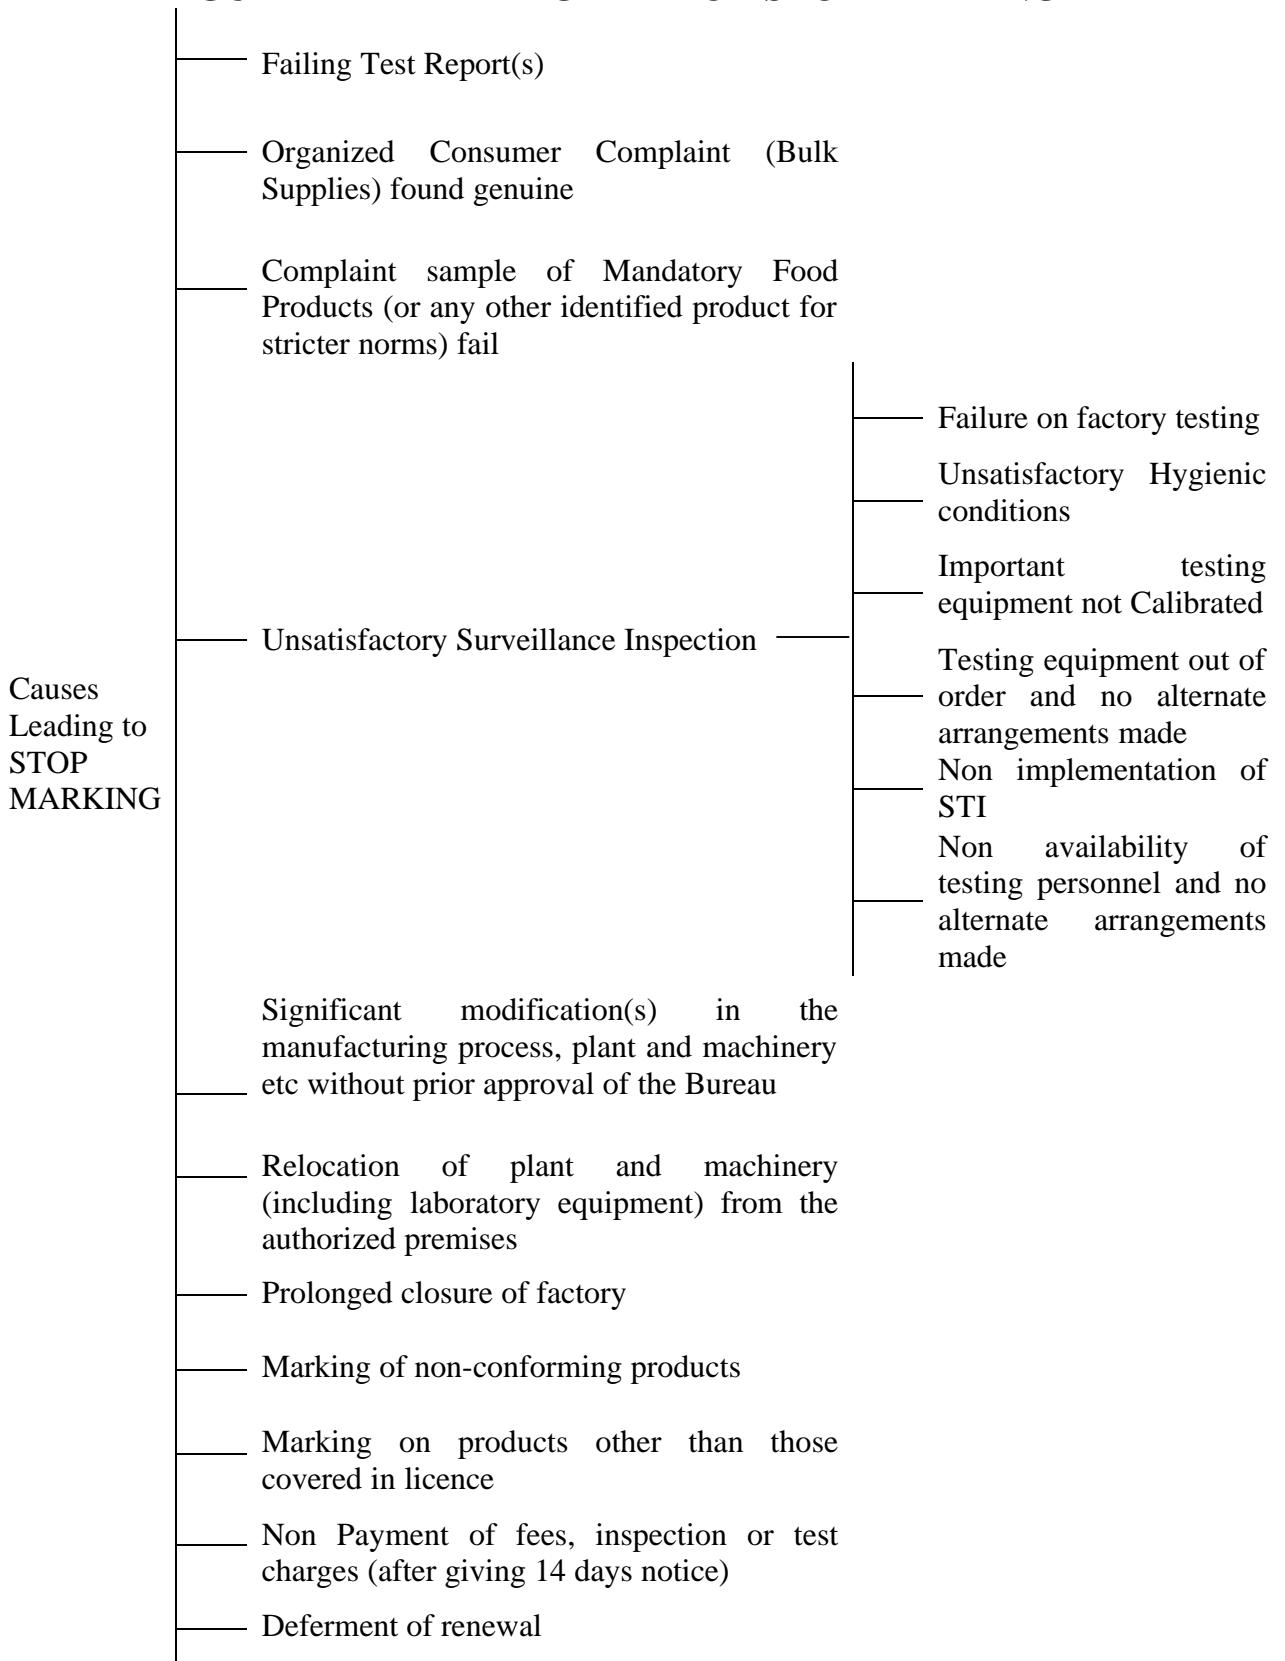 Failing Test Report(s)
Organized Consumer Complaint (Bulk
Supplies) found genuine
Complaint sample of Mandatory Food
Products (or any other identified product for
stricter norms) fail
Unsatisfactory Surveillance Inspection
Failure on factory testing
Unsatisfactory Hygienic
conditions
Important testing
equipment not Calibrated
Testing equipment out of
order and no alternate
arrangements made
Non implementation of
STI
Non availability of
testing personnel and no
alternate arrangements
made
Causes
Leading to
STOP
MARKING
Significant modification(s) in the
manufacturing process, plant and machinery
etc without prior approval of the Bureau
Relocation of plant and machinery
(including laboratory equipment) from the
authorized premises
Prolonged closure of factory
Marking of non-conforming products
Marking on products other than those
covered in licence
Non Payment of fees, inspection or test
charges (after giving 14 days notice)
Deferment of renewal